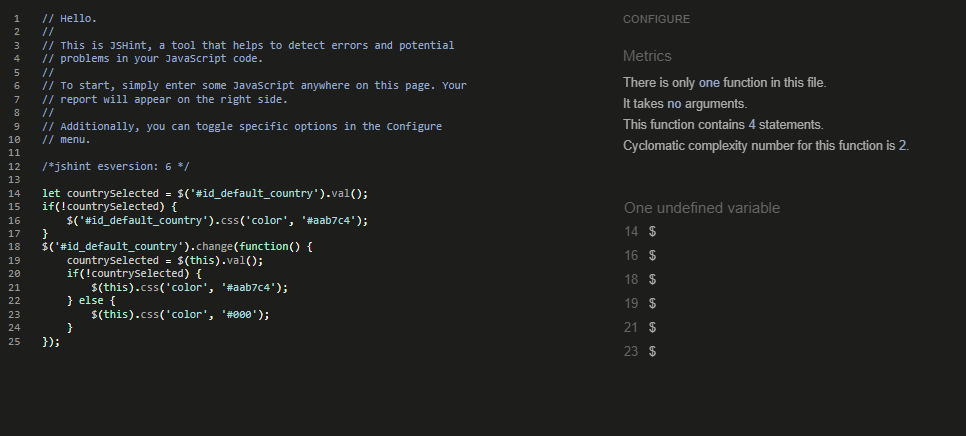 1 // Hello.
2 //
3 // This is JSHint, a tool that helps to detect errors and potential
4 // problems in your JavaScript code.
5 //
6 // To start, simply enter some JavaScript anywhere on this page. Your
7 // report will appear on the right side.
8 //
9 // Additionally, you can toggle specific options in the Configure
10 // menu.
11
12 /*jshint esversion: 6 */
13
14 let countrySelected = $('#id_default_country').val();
15 if(!countrySelected) {
16     $('#id_default_country').css('color', '#aab7c4');
17 }
18 $('#id_default_country').change(function() {
19     countrySelected = $(this).val();
20     if(!countrySelected) {
21         $(this).css('color', '#aab7c4');
22     } else {
23         $(this).css('color', '#000');
24     }
25 });
CONFIGURE
Metrics
There is only one function in this file.
It takes no arguments.
This function contains 4 statements.
Cyclomatic complexity number for this function is 2.
One undefined variable
14 $
16 $
18 $
19 $
21 $
23 $